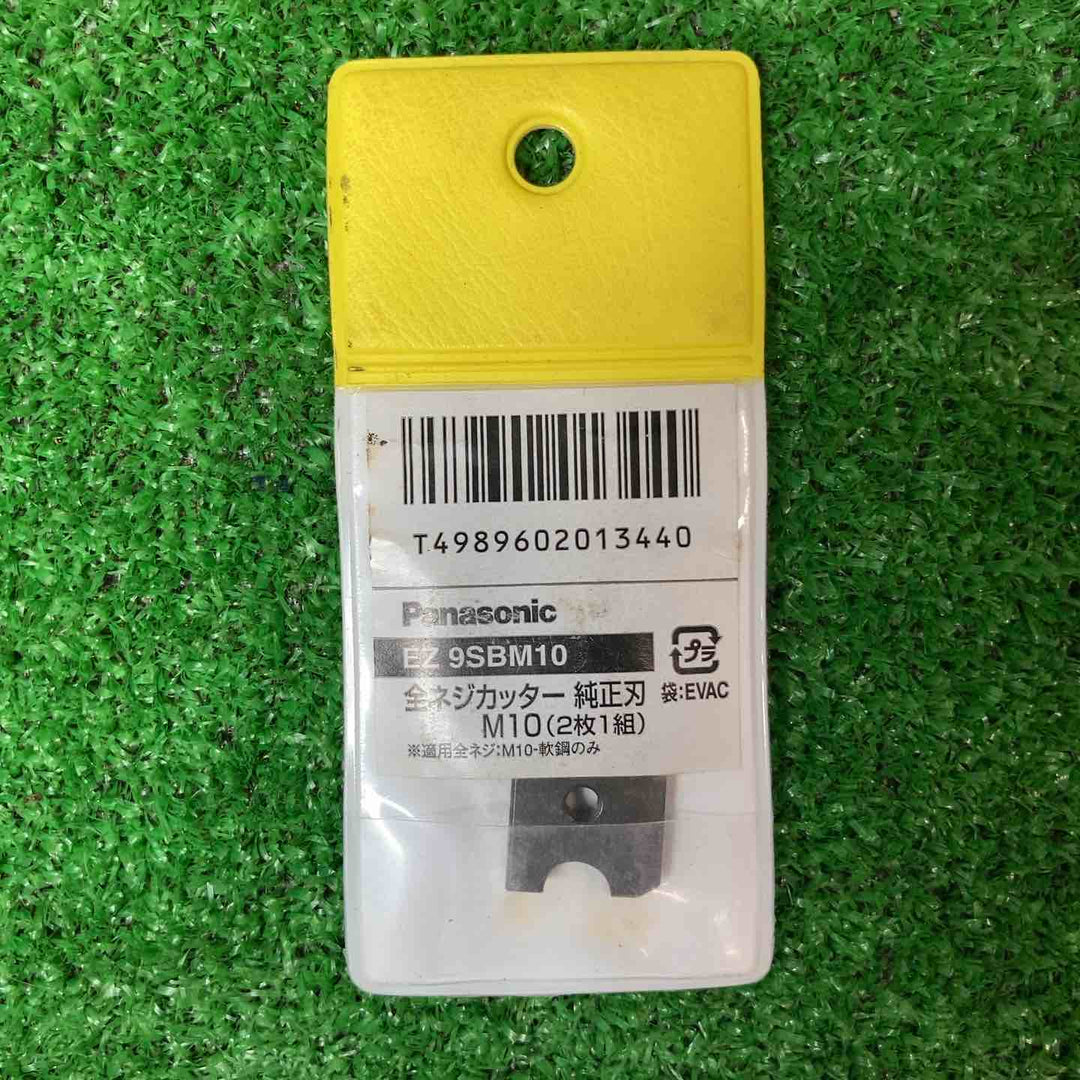 T4989602013440
Panasonic
EZ 9SBM10
プラ
全ネジカッター 純正刃
袋:EVAC
M10(2枚1組)
※適用全ネジ:M10-軟鋼のみ